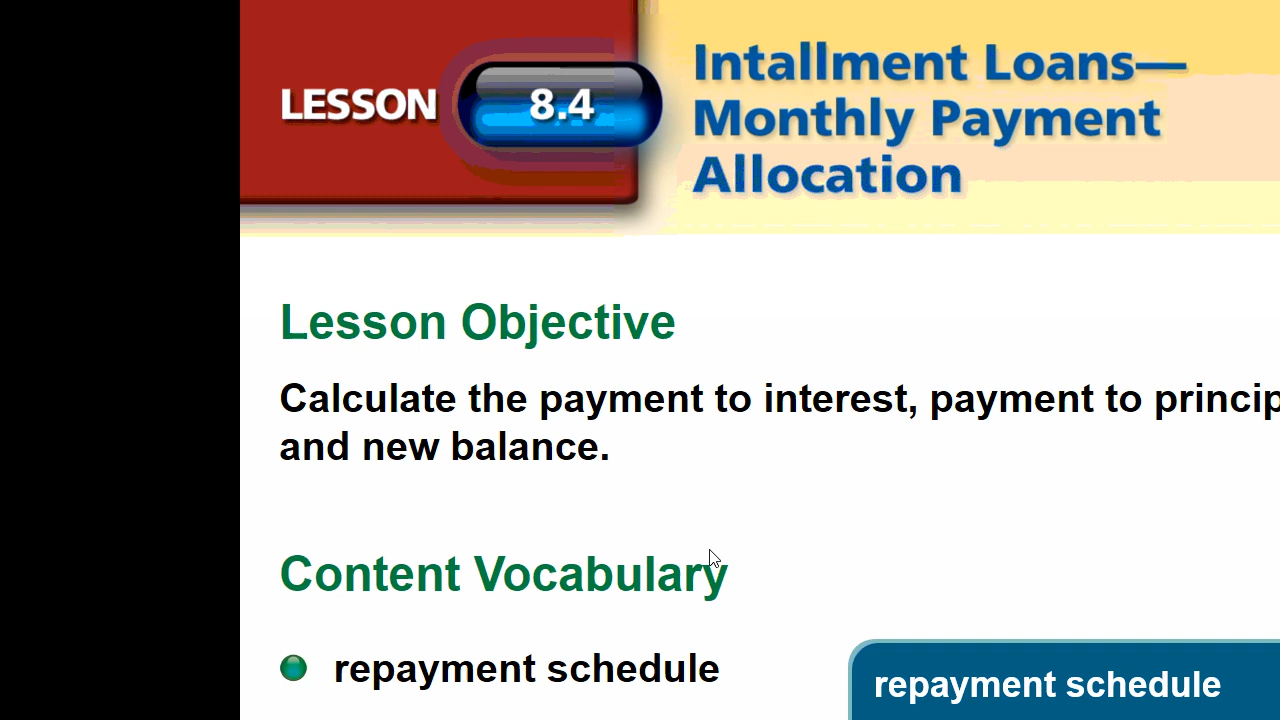 LESSON 8.4
Intallment Loans—
Monthly Payment
Allocation
Lesson Objective
Calculate the payment to interest, payment to princip
and new balance.
Content Vocabulary
repayment schedule
repayment schedule